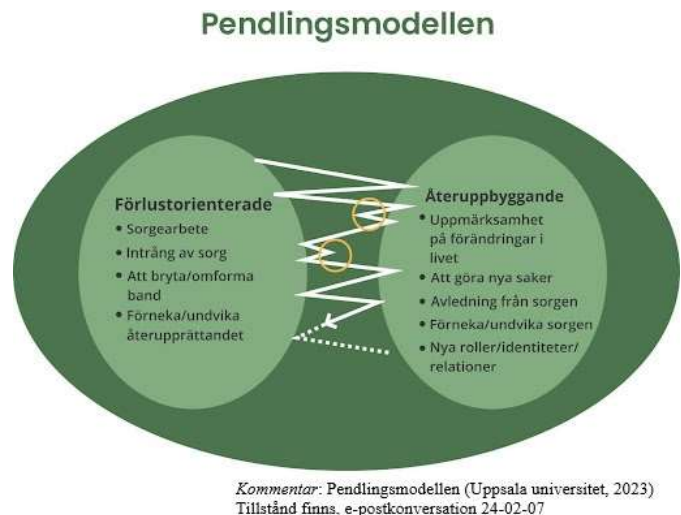 Pendlingsmodellen
Förlustorienterade
• Sorgearbete
• Intrång av sorg
• Att bryta/omforma
band
• Förneka/undvika
återupprättandet
Återuppbyggande
• Uppmärksamhet
på förändringar i
livet
• Att göra nya saker
• Avledning från sorgen
• Förneka/undvika sorgen
• Nya roller/identiteter/
relationer
Kommentar: Pendlingsmodellen (Uppsala universitet, 2023)
Tillstånd finns, e-postkonversation 24-02-07